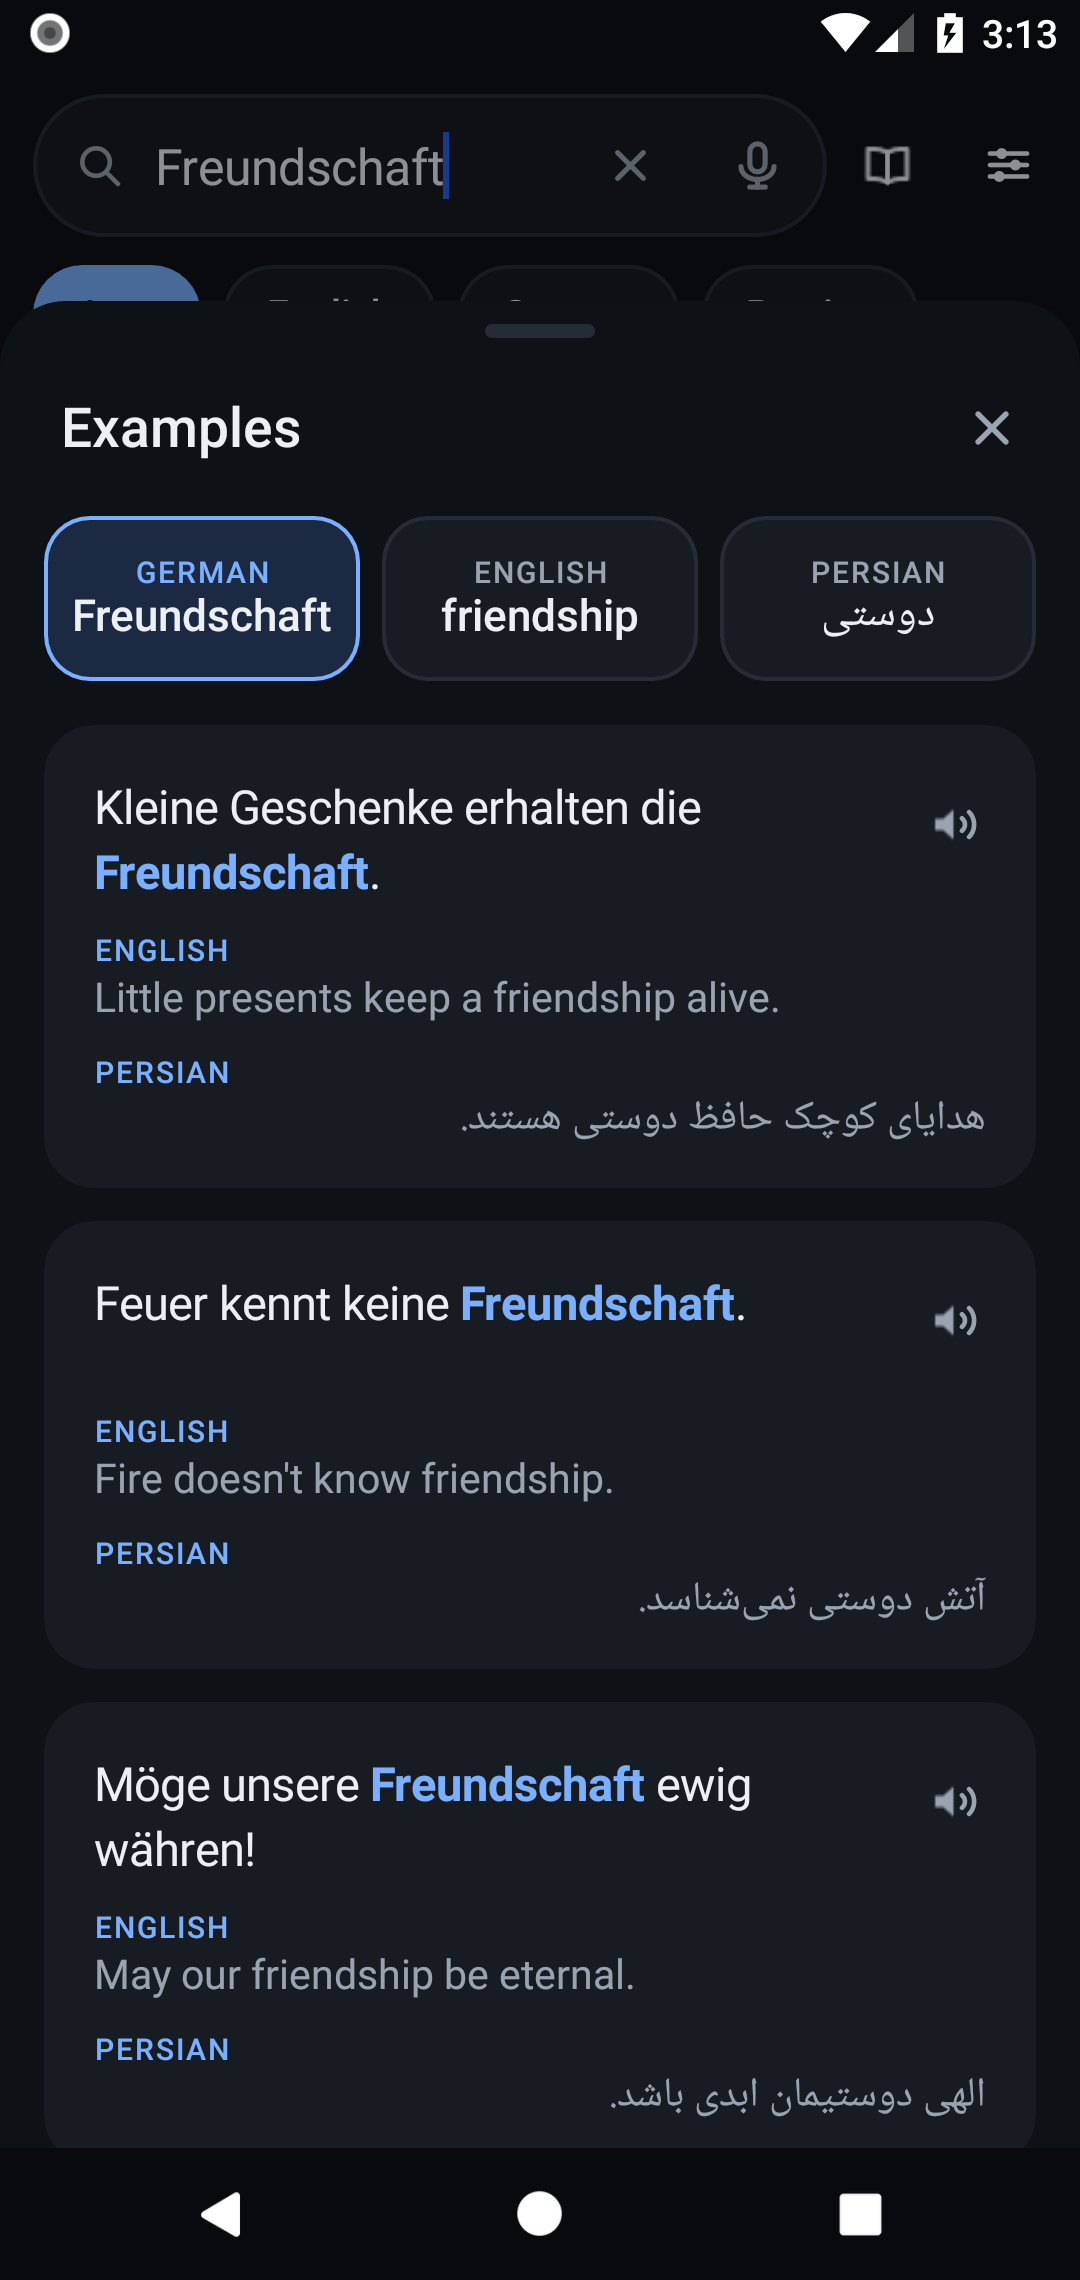 3:13
Freundschaft
Examples
GERMAN
Freundschaft
ENGLISH
friendship
PERSIAN
دوستی
Kleine Geschenke erhalten die
Freundschaft.
ENGLISH
Little presents keep a friendship alive.
PERSIAN
هدایای کوچک حافظ دوستی هستند.
Feuer kennt keine Freundschaft.
ENGLISH
Fire doesn't know friendship.
PERSIAN
آتش دوستی نمی‌شناسد.
Möge unsere Freundschaft ewig
währen!
ENGLISH
May our friendship be eternal.
PERSIAN
الهی دوستیمان ابدی باشد.